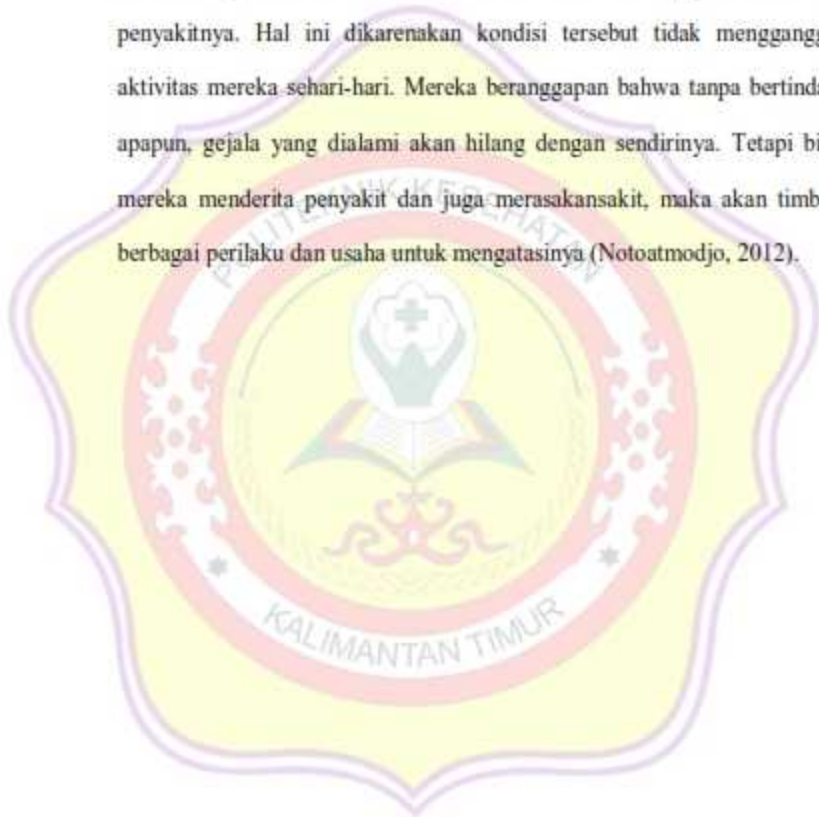 penyakitnya. Hal ini dikarenakan kondisi tersebut tidak menggangg
aktivitas mereka sehari-hari. Mereka beranggapan bahwa tanpa bertinda
apapun, gejala yang dialami akan hilang dengan sendirinya. Tetapi bi
mereka menderita penyakit dan juga merasakansakit, maka akan timb
berbagai perilaku dan usaha untuk mengatasinya (Notoatmodjo, 2012).
POLITEKNIK KESEHATAN
KALIMANTAN TIMUR